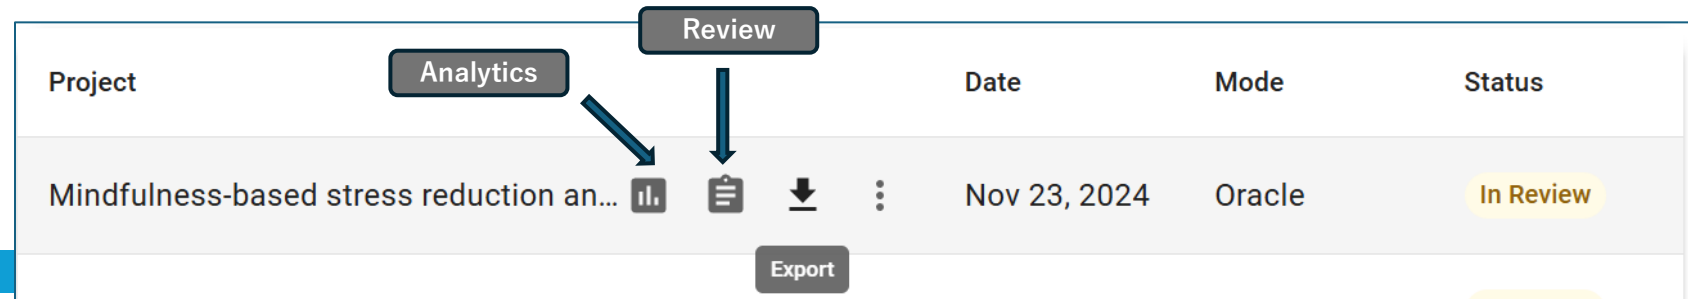 Review
Analytics
Project
Date
Mode
Status
Mindfulness-based stress reduction an...
Nov 23, 2024
Oracle
In Review
Export